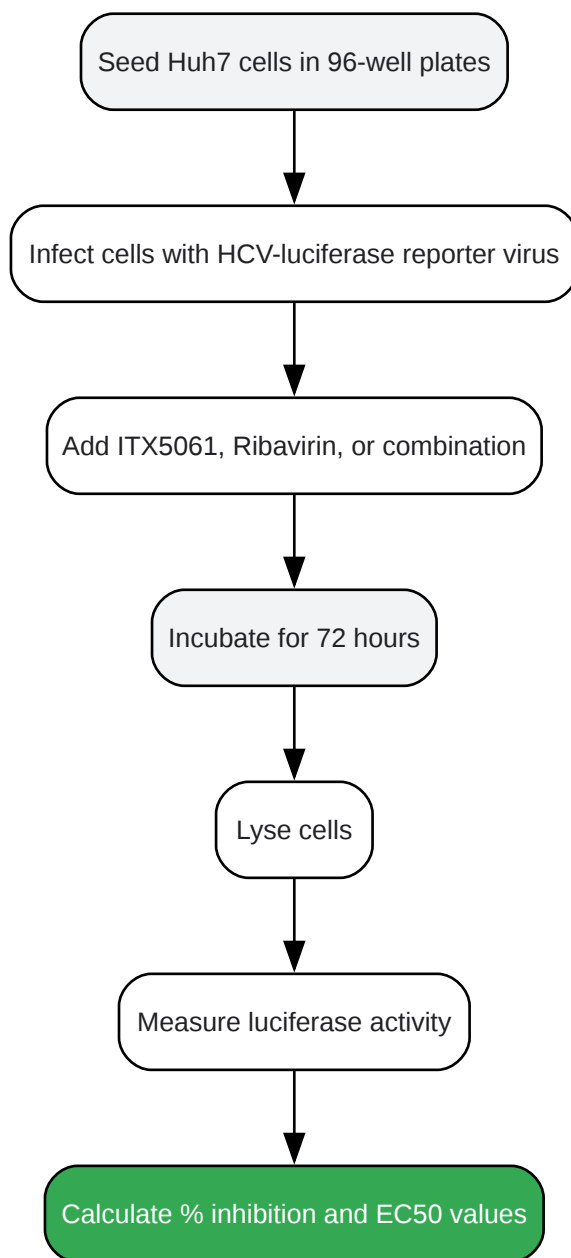 Seed Huh7 cells in 96-well plates
Infect cells with HCV-luciferase reporter virus
Add ITX5061, Ribavirin, or combination
Incubate for 72 hours
Lyse cells
Measure luciferase activity
Calculate % inhibition and EC50 values